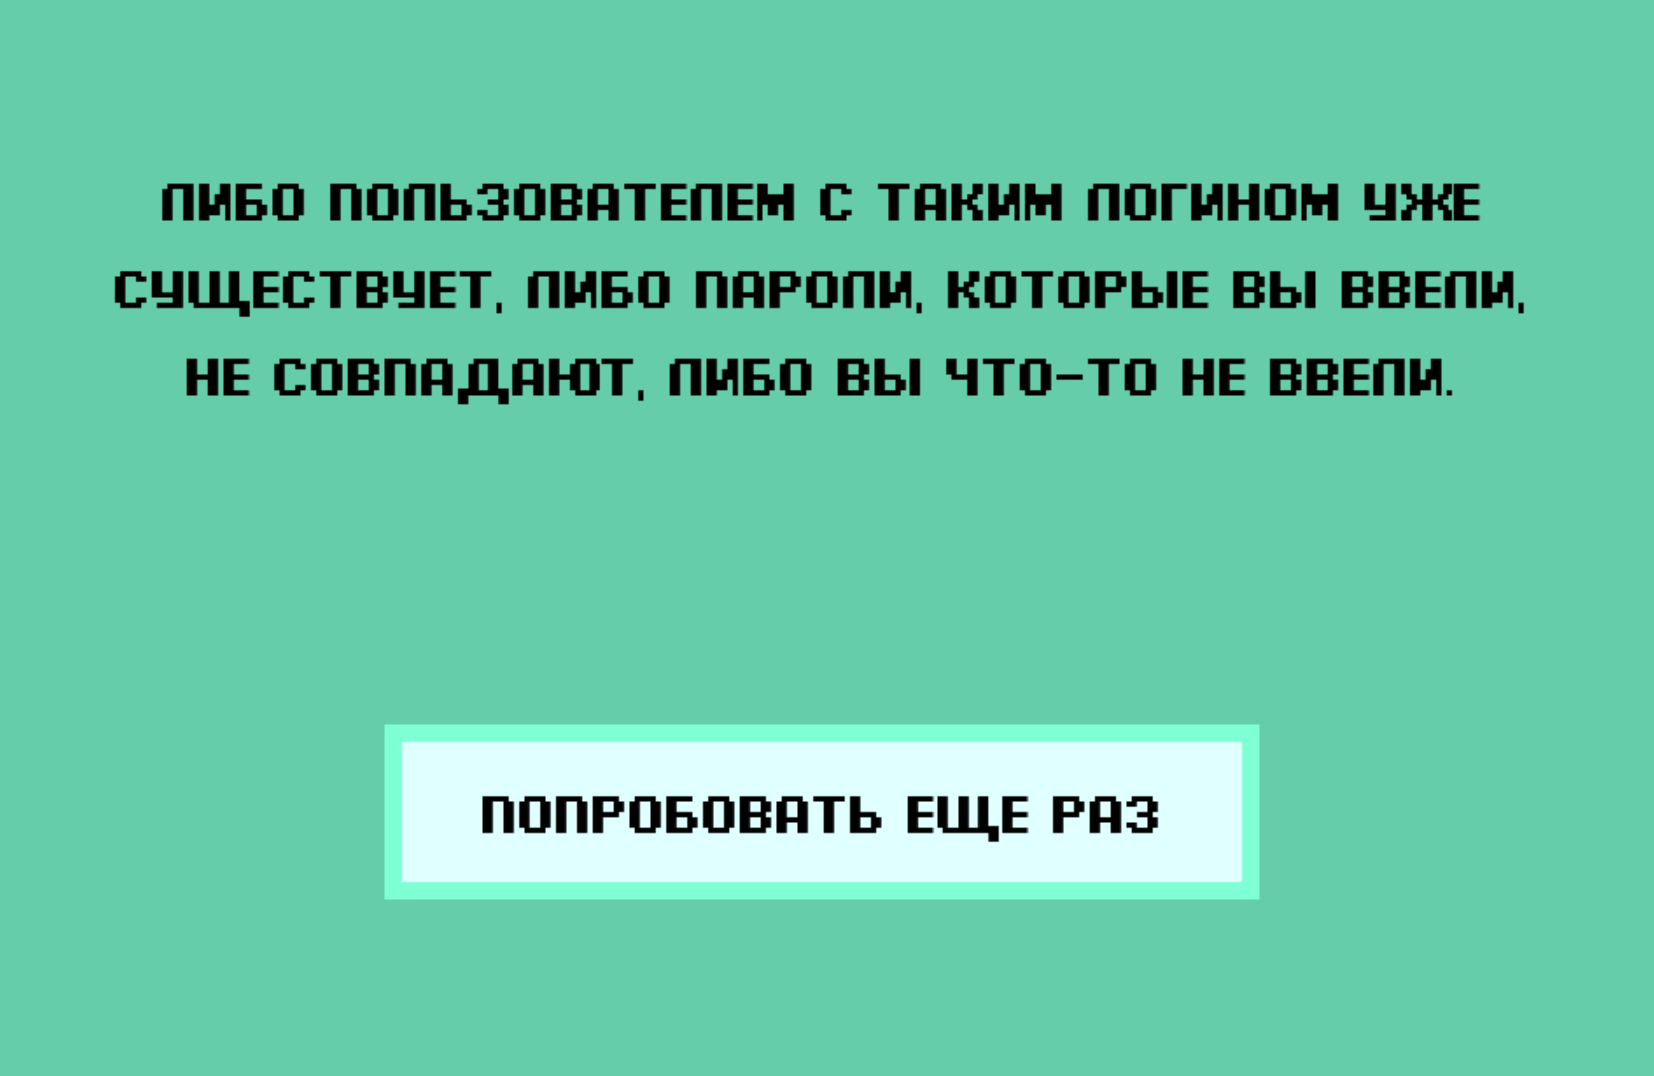 ЛИБО ПОЛЬЗОВАТЕЛЕМ С ТАКИМ ЛОГИНОМ УЖЕ
СУЩЕСТВУЕТ, ЛИБО ПАРОЛИ, КОТОРЫЕ ВЫ ВВЕЛИ,
НЕ СОВПАДАЮТ, ЛИБО ВЫ ЧТО-ТО НЕ ВВЕЛИ.
ПОПРОБОВАТЬ ЕЩЕ РАЗ